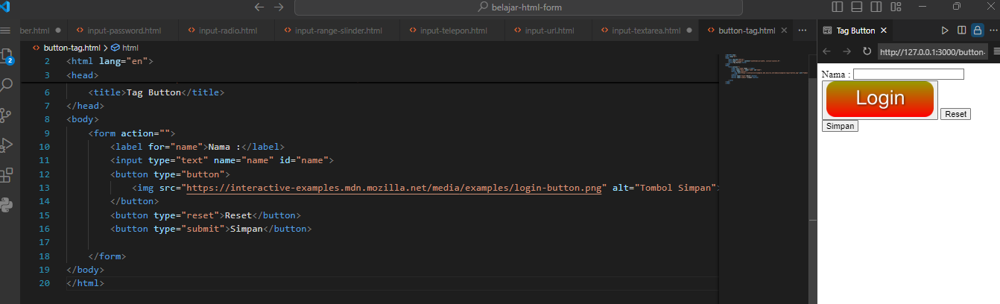 belajar-html-form
ber.html input-password.html input-radio.html input-range-slinder.html input-telepon.html input-url.html input-textarea.html button-tag.html
Tag Button
button-tag.html > html
http://127.0.0.1:3000/button-
2
2 <html lang="en">
3 <head>
6 <title>Tag Button</title>
7 </head>
8 <body>
9 <form action="">
10 <label for="name">Nama :</label>
11 <input type="text" name="name" id="name">
12 <button type="button">
13 <img src="https://interactive-examples.mdn.mozilla.net/media/examples/login-button.png" alt="Tombol Simpan">
14 </button>
15 <button type="reset">Reset</button>
16 <button type="submit">Simpan</button>
17
18 </form>
19 </body>
20 </html>
Nama :
Login
Reset
Simpan